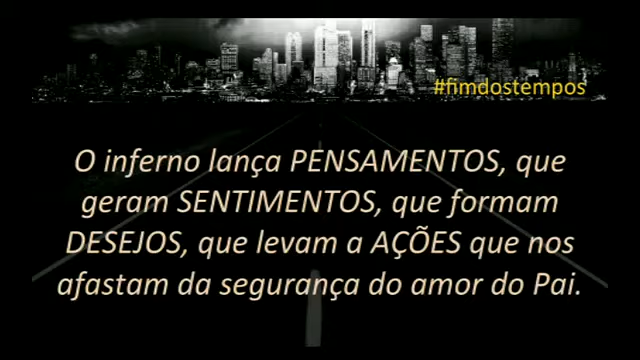 #fimdostempos
O inferno lança PENSAMENTOS, que
geram SENTIMENTOS, que formam
DESEJOS, que levam a AÇÕES que nos
afastam da segurança do amor do Pai.